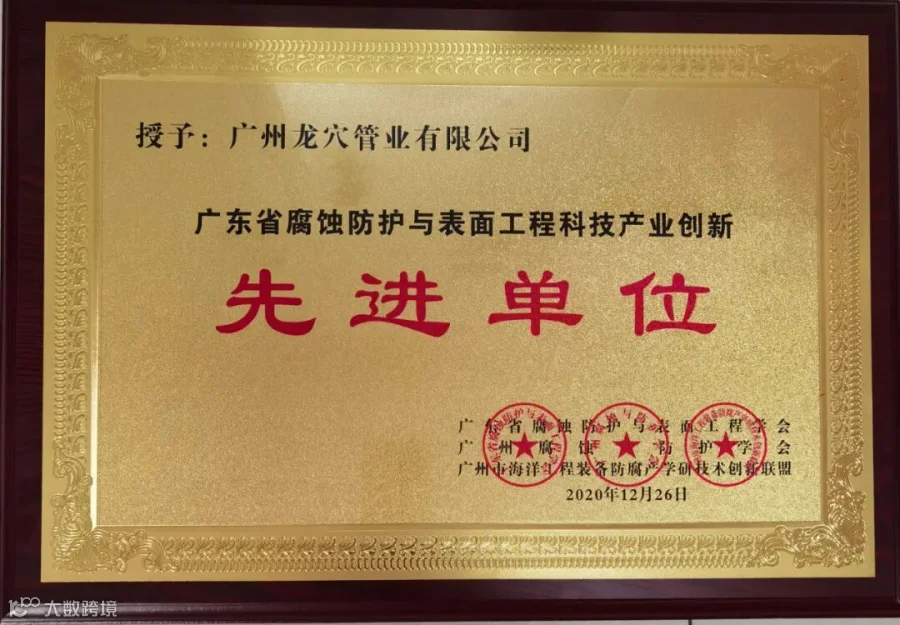 授予：广州龙穴管业有限公司
广东省腐蚀防护与表面工程科技产业创新
先进单位
广东省腐蚀防护与表面工程学会
广州腐蚀防护学会
广州市海洋工程装备防腐产学研技术创新联盟
2020年12月26日
大数跨境